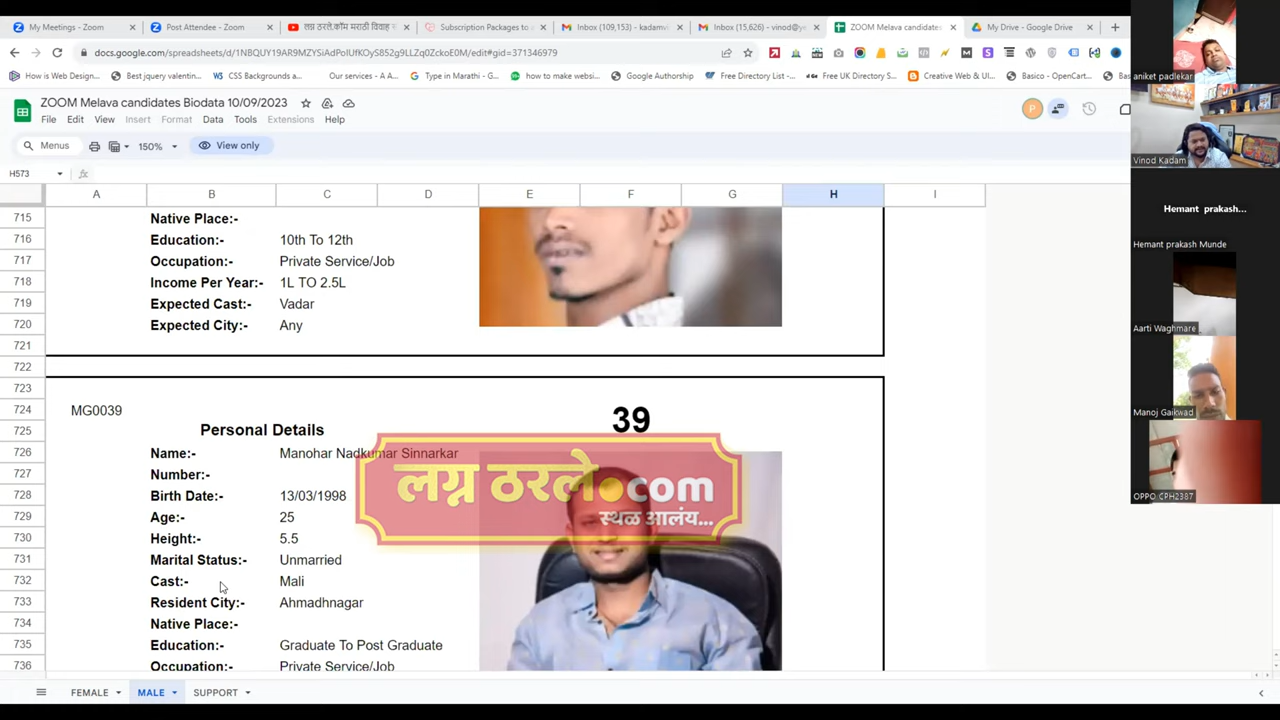 My Meetings - Zoom
Post Attendee - Zoom
लग्न ठरले.कॉम मराठी विवाह
Subscription Packages to
Inbox (109,153) - kadamvi
Inbox (15,626) - vinod@ye
ZOOM Melava candidates
My Drive - Google Drive
docs.google.com/spreadsheets/d/1N8QUY19AR9MZYSiAdPoIUfKOyS852g9LLZq0ZckoE0M/edit#gid=371346979
How is Web Design...
Best jquery valentin...
CSS Backgrounds a...
Our services - A A...
Type in Marathi - G...
how to make websi...
Google Authorship
Free Directory List -...
Free UK Directory S...
Creative Web & UI...
Basico - OpenCart...
ZOOM Melava candidates Biodata 10/09/2023
File Edit View Insert Format Data Tools Extensions Help
Menus 150% View only
H573
A B C D E F G H I
715 Native Place:-
716 Education:- 10th To 12th
717 Occupation:- Private Service/Job
718 Income Per Year:- 1L TO 2.5L
719 Expected Cast:- Vadar
720 Expected City:- Any
721
722
723
724 MG0039 39
725 Personal Details
726 Name:- Manohar Nadkumar Sinnarkar
727 Number:-
728 Birth Date:- 13/03/1998
729 Age:- 25
730 Height:- 5.5
731 Marital Status:- Unmarried
732 Cast:- Mali
733 Resident City:- Ahmadhnagar
734 Native Place:-
735 Education:- Graduate To Post Graduate
736 Occupation:- Private Service/Job
लग्न ठरले.com
स्थळ आलंय...
FEMALE MALE SUPPORT
aniket padlekar
Vinod Kadam
Hemant prakash...
Hemant prakash Munde
Aarti Waghmare
Manoj Gaikwad
OPPO CPH2387